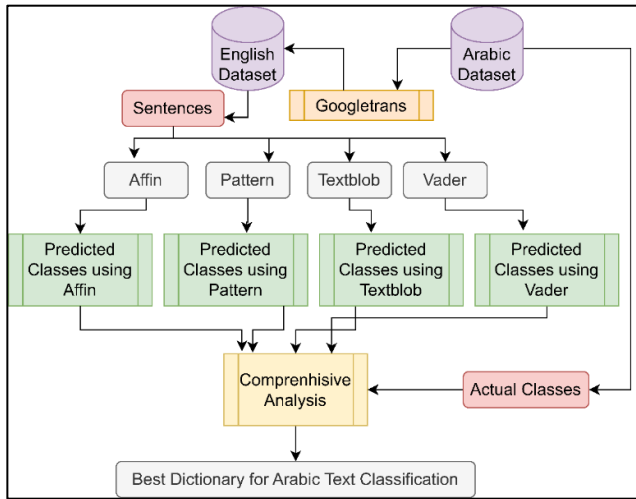 English
Dataset
Arabic
Dataset
Sentences
Googletrans
Affin
Pattern
Textblob
Vader
Predicted
Classes using
Affin
Predicted
Classes using
Pattern
Predicted
Classes using
Textblob
Predicted
Classes using
Vader
Comprenhisive
Analysis
Actual Classes
Best Dictionary for Arabic Text Classification